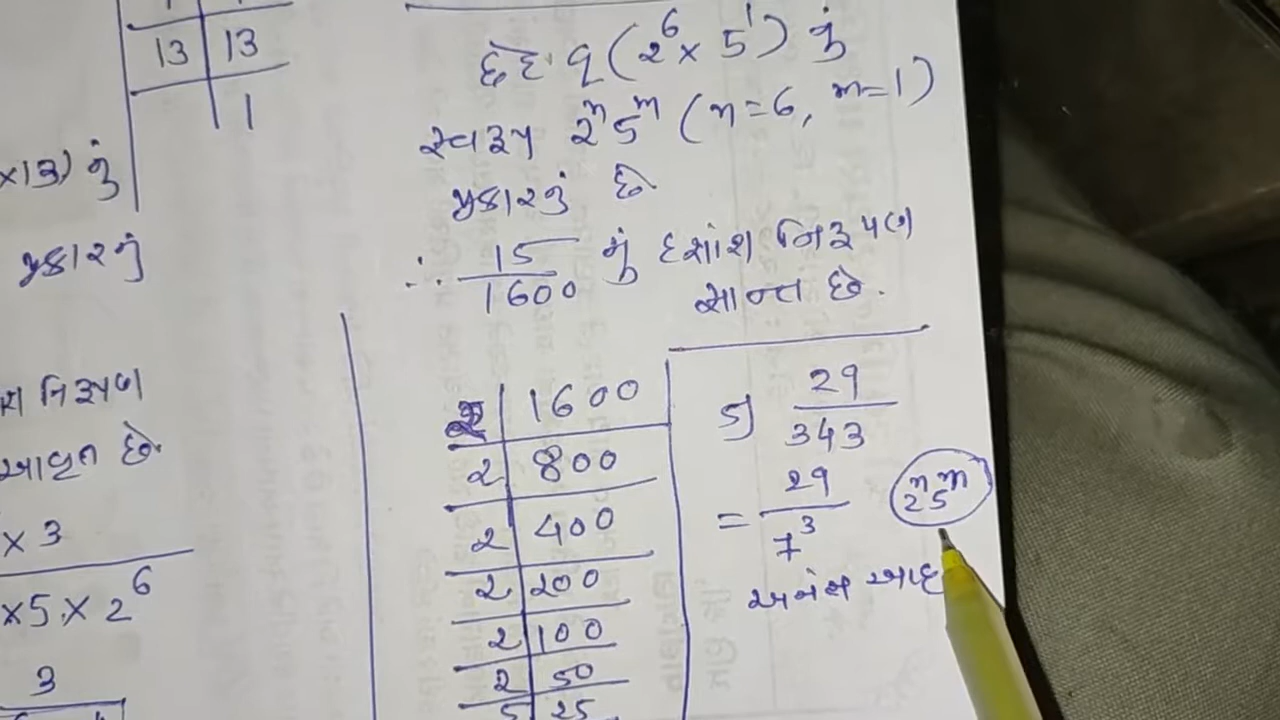 13 | 13
1
×13) નું
પ્રકારનું
નિરૂપણ
આવૃત છે.
× 3
×5 × 2⁶
3
છેદ q (2⁶ × 5¹) નું
સ્વરૂપ 2ⁿ5ᵐ (n=6, m=1)
પ્રકારનું છે
∴ 15/1600 નું દશાંશ નિરૂપણ
સાન્ત છે.
2 | 1600
2 | 800
2 | 400
2 | 200
2 | 100
2 | 50
5 | 25
5) 29/343
= 29/7³
2ⁿ5ᵐ
અનંત